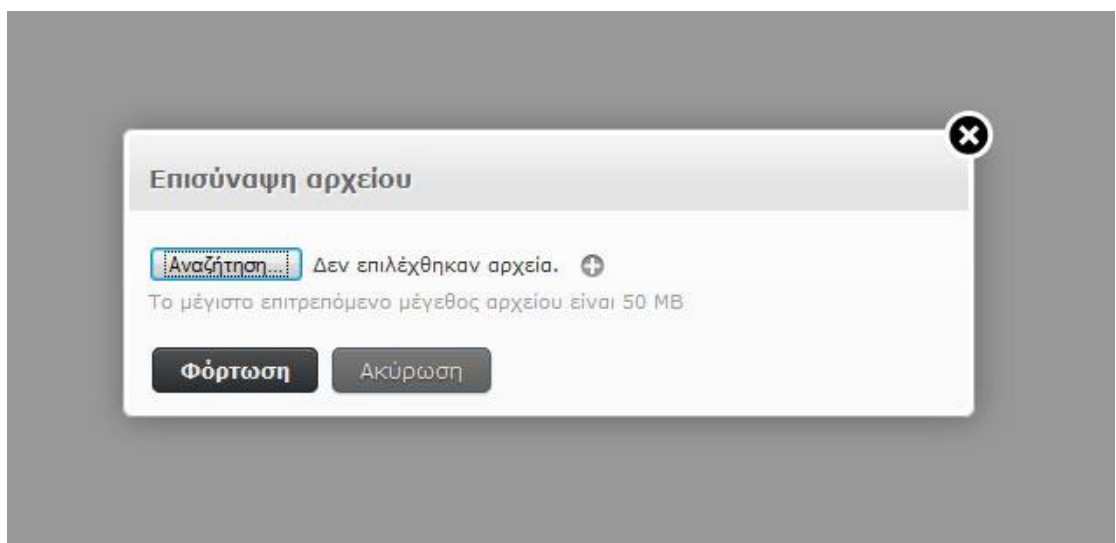 Επισύναψη αρχείου
Αναζήτηση... Δεν επιλέχθηκαν αρχεία.
Το μέγιστο επιτρεπόμενο μέγεθος αρχείου είναι 50 MB
Φόρτωση Ακύρωση